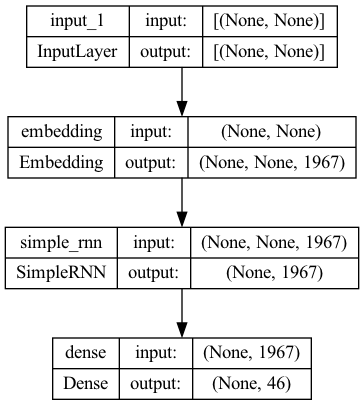 input_1 input: [(None, None)]
InputLayer output: [(None, None)]
embedding input: (None, None)
Embedding output: (None, None, 1967)
simple_rnn input: (None, None, 1967)
SimpleRNN output: (None, 1967)
dense input: (None, 1967)
Dense output: (None, 46)